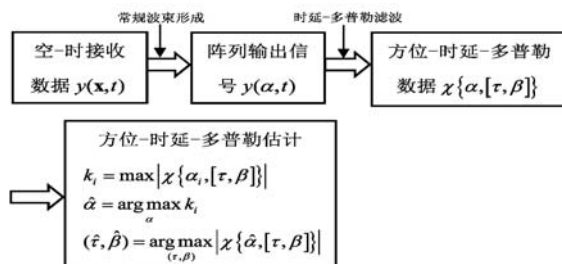 常规波束形成
时延-多普勒滤波
空-时接收
数据 y(x,t)
阵列输出信
号 y(α,t)
方位-时延-多普勒
数据 χ{α,[τ,β]}
方位-时延-多普勒估计
k_i = max|χ{α_i,[τ,β]}|
α̂ = arg max k_i
α
(τ̂,β̂) = arg max|χ{α̂,[τ,β]}|
(τ,β)